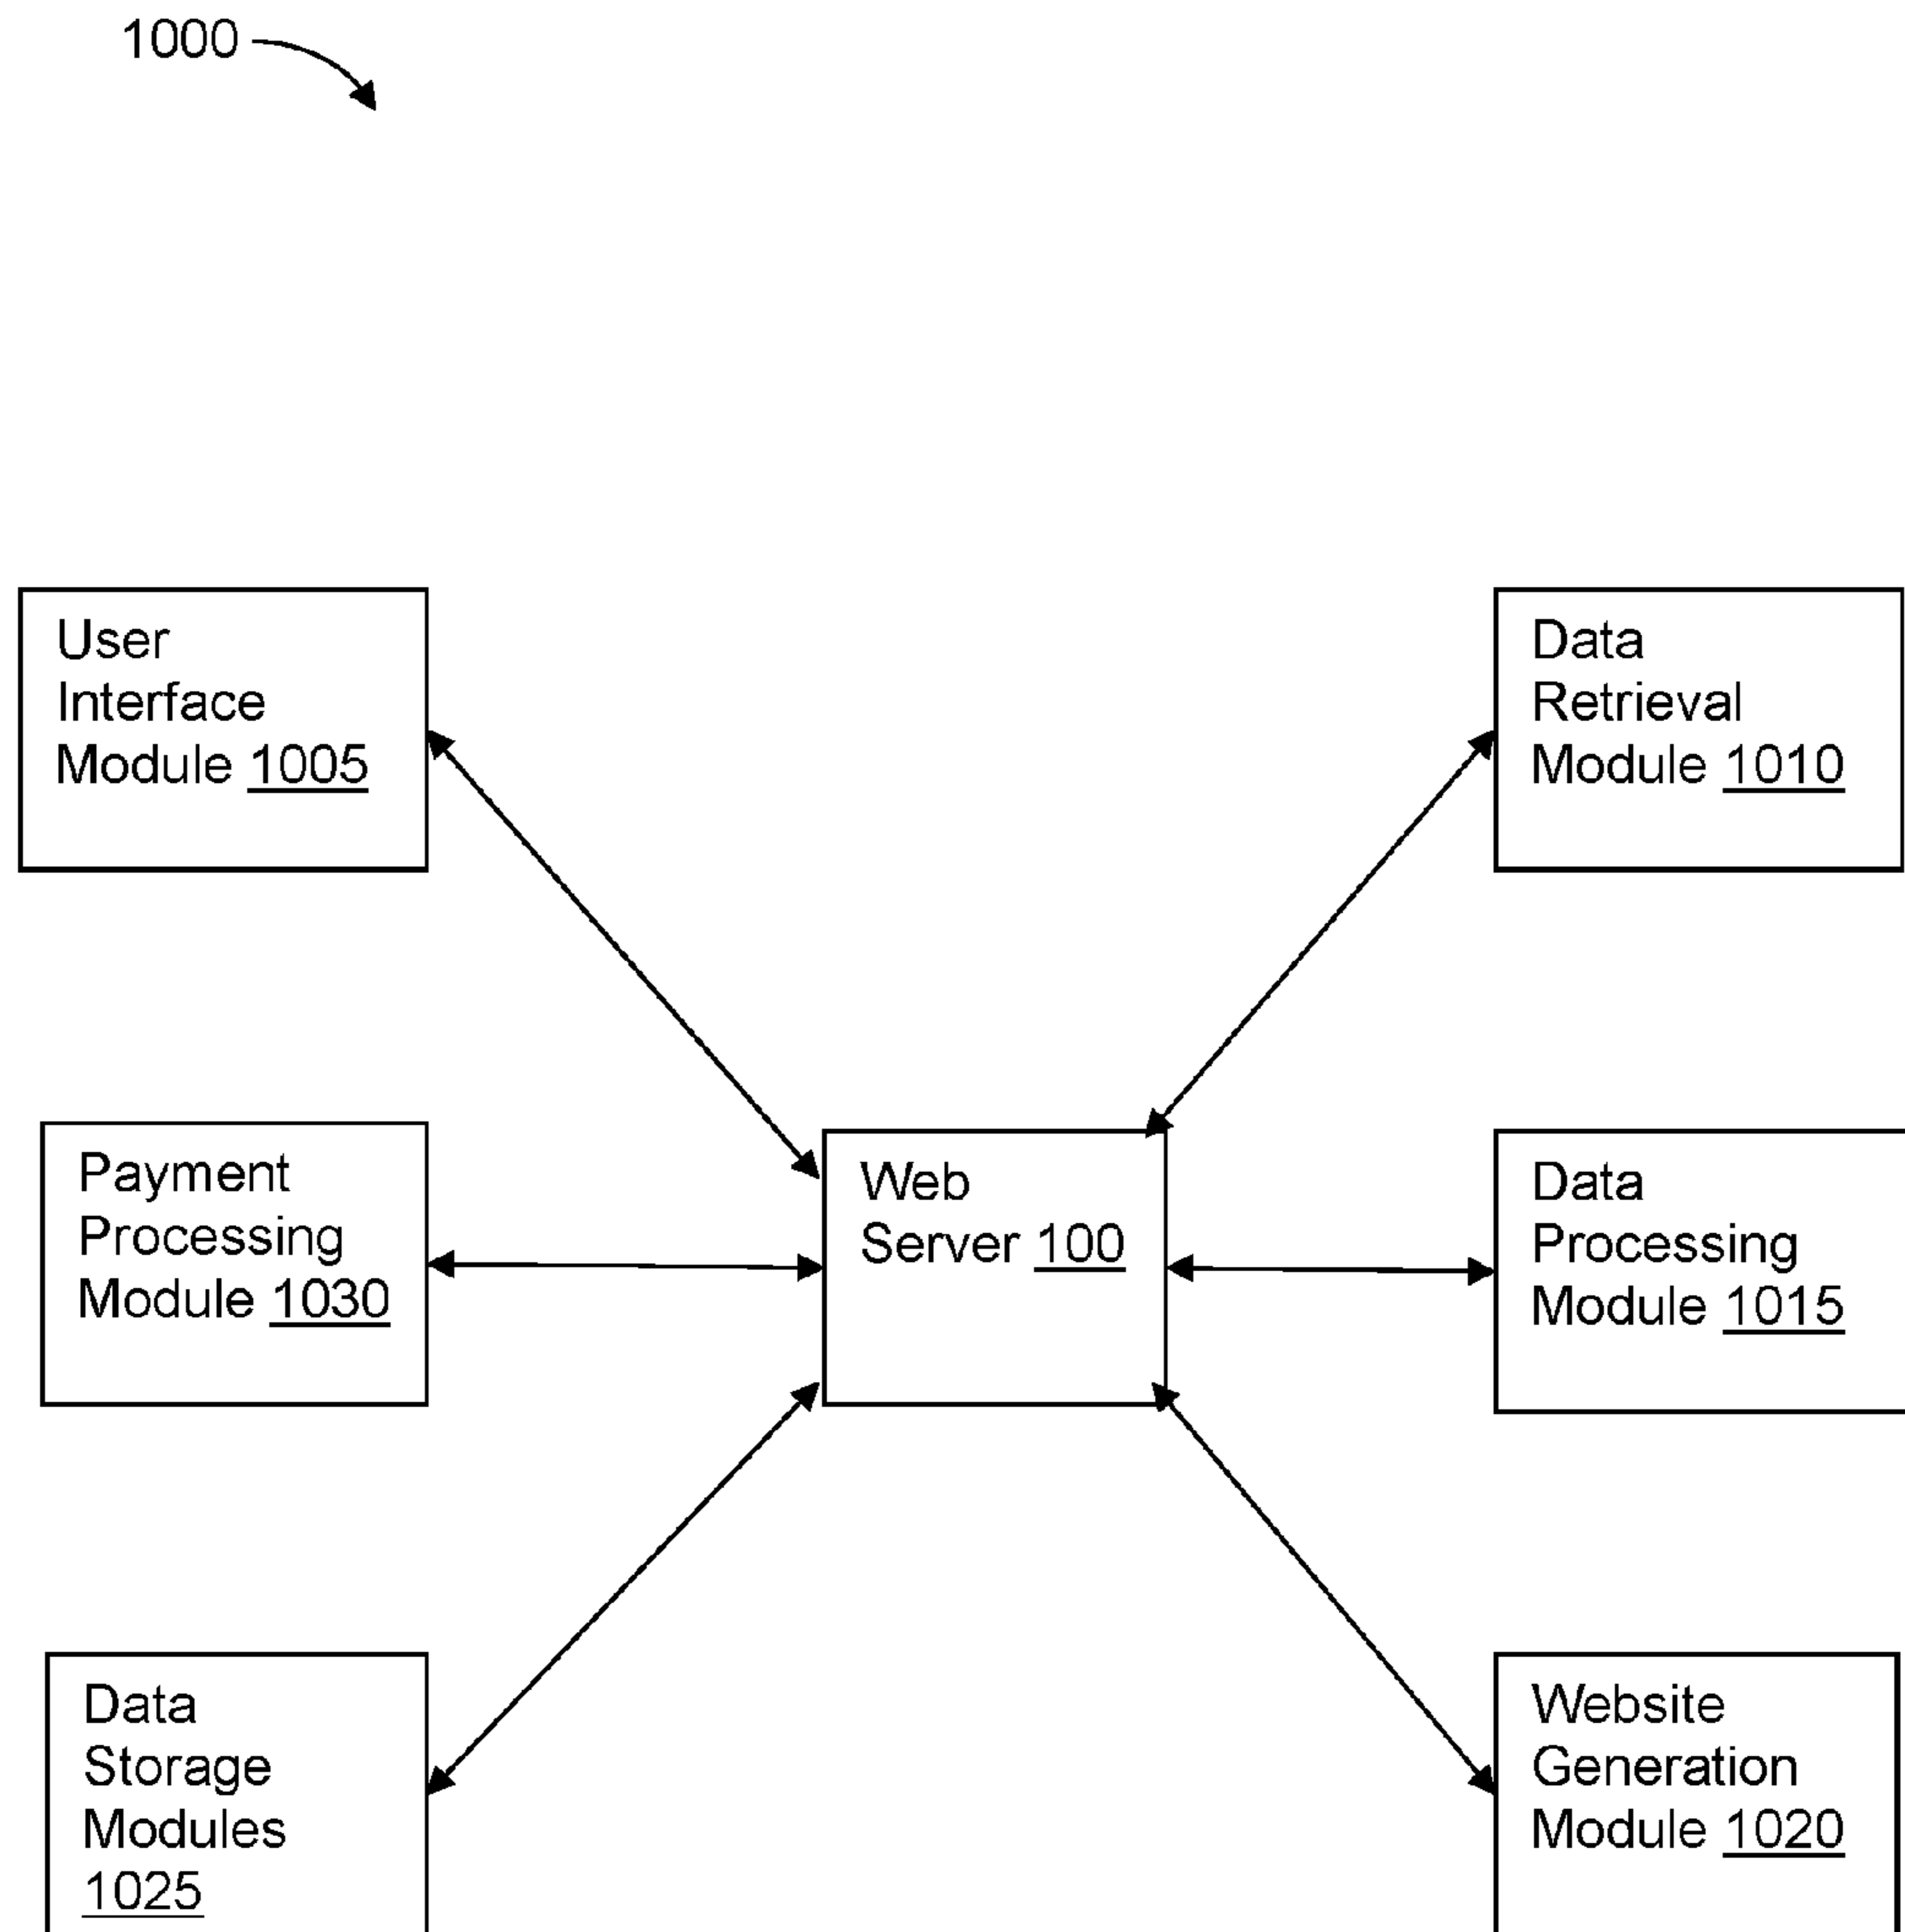 1000
User
Interface
Module 1005
Data
Retrieval
Module 1010
Payment
Processing
Module 1030
Web
Server 100
Data
Processing
Module 1015
Data
Storage
Modules
1025
Website
Generation
Module 1020